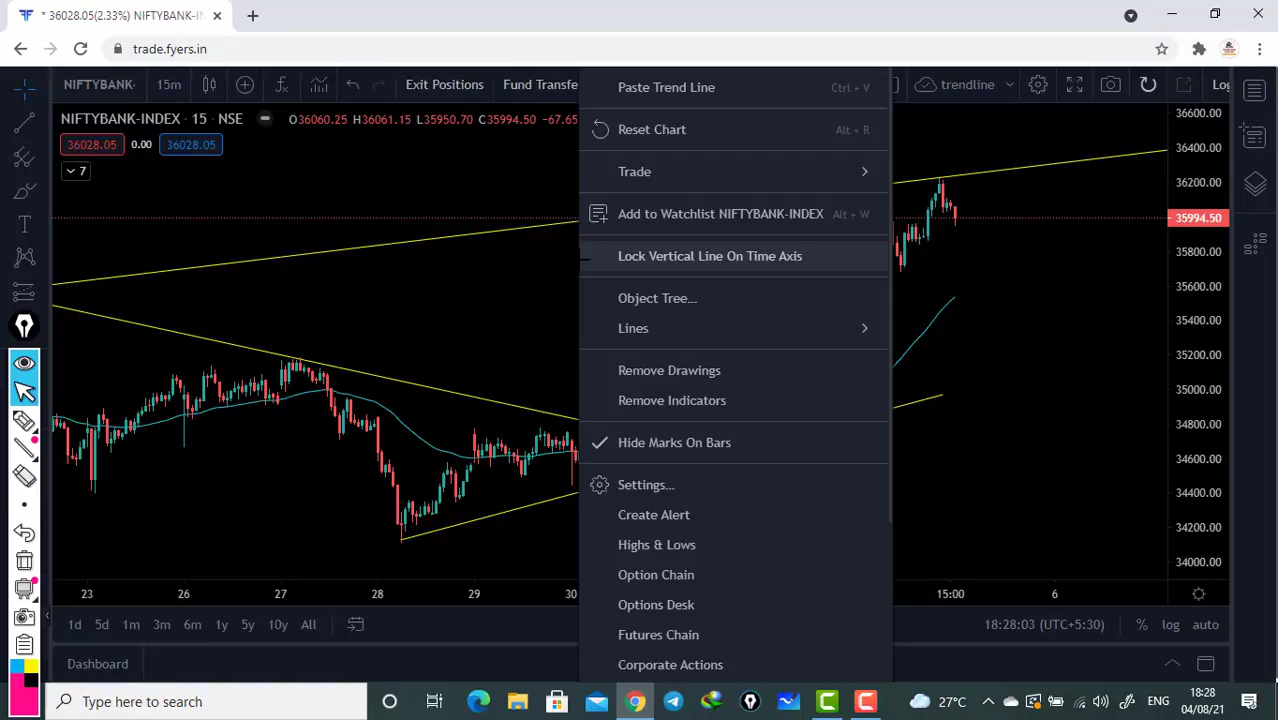 * 36028.05(2.33%) NIFTYBANK-IN
trade.fyers.in
NIFTYBANK- 15m Exit Positions Fund Transfe trendline Log
NIFTYBANK-INDEX · 15 · NSE O36060.25 H36061.15 L35950.70 C35994.50 -67.65
36028.05 0.00 36028.05
7
Paste Trend Line Ctrl + V
Reset Chart Alt + R
Trade
Add to Watchlist NIFTYBANK-INDEX Alt + W
Lock Vertical Line On Time Axis
Object Tree...
Lines
Remove Drawings
Remove Indicators
Hide Marks On Bars
Settings...
Create Alert
Highs & Lows
Option Chain
Options Desk
Futures Chain
Corporate Actions
36600.00
36400.00
36200.00
35994.50
35800.00
35600.00
35400.00
35200.00
35000.00
34800.00
34600.00
34400.00
34200.00
34000.00
23 26 27 28 29 30 15:00 6
1d 5d 1m 3m 6m 1y 5y 10y All 18:28:03 (UTC+5:30) % log auto
Dashboard
Type here to search 27°C ENG 18:28
04/08/21